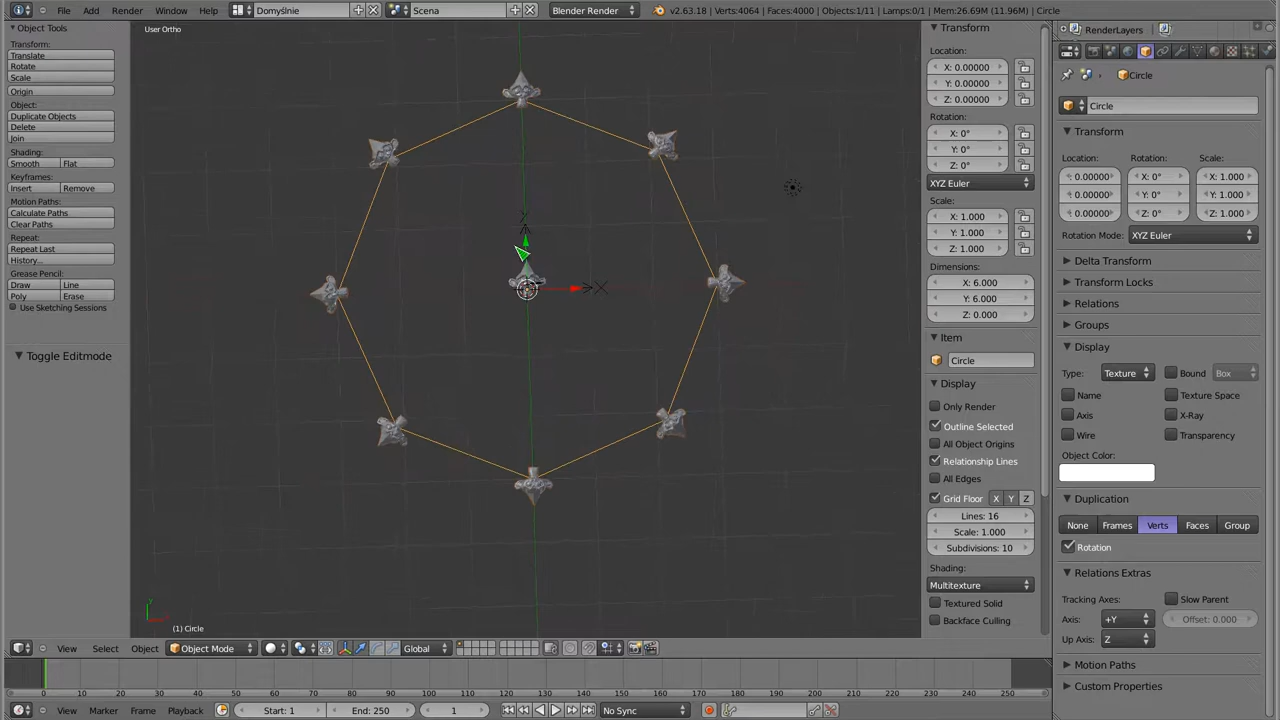 File Add Render Window Help Domyślnie Scena Blender Render v2.63.18 | Verts:4064 | Faces:4000 | Objects:1/11 | Lamps:0/1 | Mem:26.69M (11.96M) | Circle
Object Tools
Transform:
Translate
Rotate
Scale
Origin
Object:
Duplicate Objects
Delete
Join
Shading:
Smooth Flat
Keyframes:
Insert Remove
Motion Paths:
Calculate Paths
Clear Paths
Repeat:
Repeat Last
History...
Grease Pencil:
Draw Line
Poly Erase
Use Sketching Sessions
Toggle Editmode
User Ortho
X
(1) Circle
Transform
Location:
X: 0.00000
Y: 0.00000
Z: 0.00000
Rotation:
X: 0°
Y: 0°
Z: 0°
XYZ Euler
Scale:
X: 1.000
Y: 1.000
Z: 1.000
Dimensions:
X: 6.000
Y: 6.000
Z: 0.000
Item
Circle
Display
Only Render
Outline Selected
All Object Origins
Relationship Lines
All Edges
Grid Floor X Y Z
Lines: 16
Scale: 1.000
Subdivisions: 10
Shading:
Multitexture
Textured Solid
Backface Culling
RenderLayers
Circle
Circle
Transform
Location: Rotation: Scale:
0.00000 X: 0° X: 1.000
0.00000 Y: 0° Y: 1.000
0.00000 Z: 0° Z: 1.000
Rotation Mode: XYZ Euler
Delta Transform
Transform Locks
Relations
Groups
Display
Type: Texture Bound Box
Name Texture Space
Axis X-Ray
Wire Transparency
Object Color:
Duplication
None Frames Verts Faces Group
Rotation
Relations Extras
Tracking Axes: Slow Parent
Axis: +Y Offset: 0.000
Up Axis: Z
Motion Paths
Custom Properties
View Select Object Object Mode Global
0 10 20 30 40 50 60 70 80 90 100 110 120 130 140 150 160 170 180 190 200 210 220 230 240 250
View Marker Frame Playback Start: 1 End: 250 1 No Sync